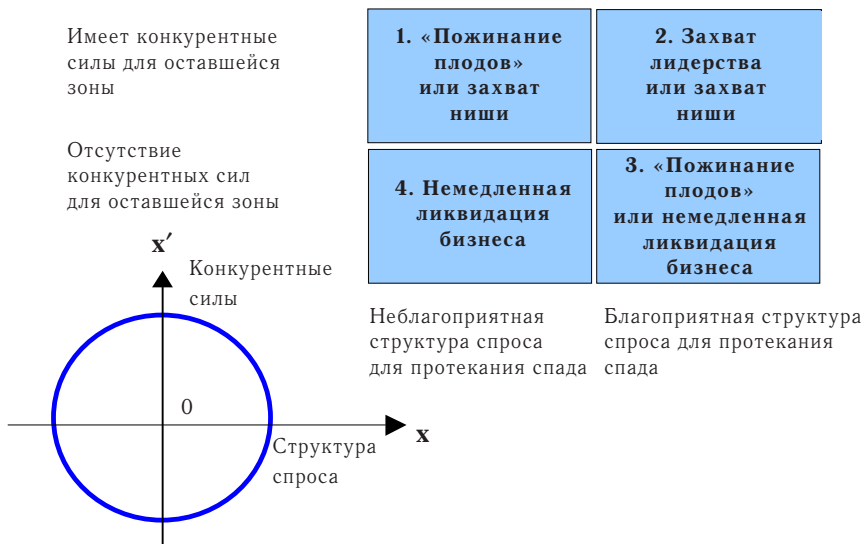 Имеет конкурентные
силы для оставшейся
зоны
1. «Пожинание
плодов»
или захват
ниши
2. Захват
лидерства
или захват
ниши
Отсутствие
конкурентных сил
для оставшейся зоны
4. Немедленная
ликвидация
бизнеса
3. «Пожинание
плодов»
или немедленная
ликвидация
бизнеса
Неблагоприятная
структура спроса
для протекания спада
Благоприятная структура
спроса для протекания
спада
x′
Конкурентные
силы
0
x
Структура
спроса